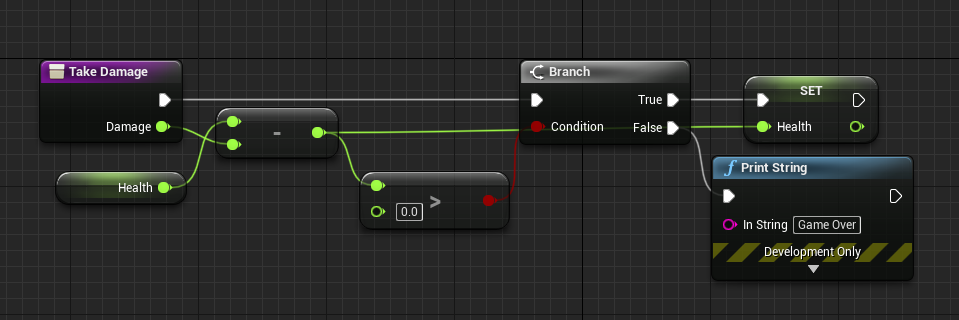 Take Damage
Damage
Health
-
0.0
>
Branch
Condition
True
False
SET
Health
f Print String
In String Game Over
Development Only